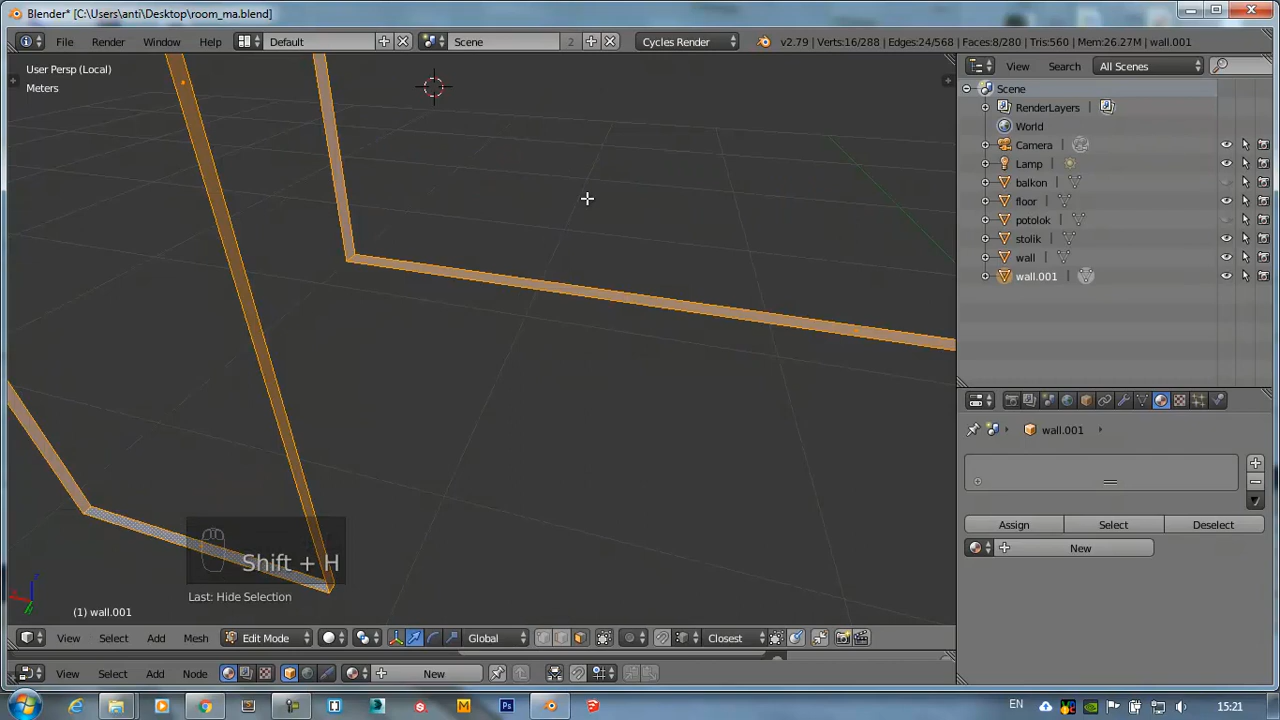 Blender* [C:\Users\anti\Desktop\room_ma.blend]
File Render Window Help Default Scene 2 Cycles Render v2.79 | Verts:16/288 | Edges:24/568 | Faces:8/280 | Tris:560 | Mem:26.27M | wall.001
User Persp (Local)
Meters
View Search All Scenes
Scene
RenderLayers
World
Camera
Lamp
balkon
floor
potolok
stolik
wall
wall.001
wall.001
Assign Select Deselect
New
Shift + H
Last: Hide Selection
(1) wall.001
View Select Add Mesh Edit Mode Global Closest
View Select Add Node New
EN 15:21